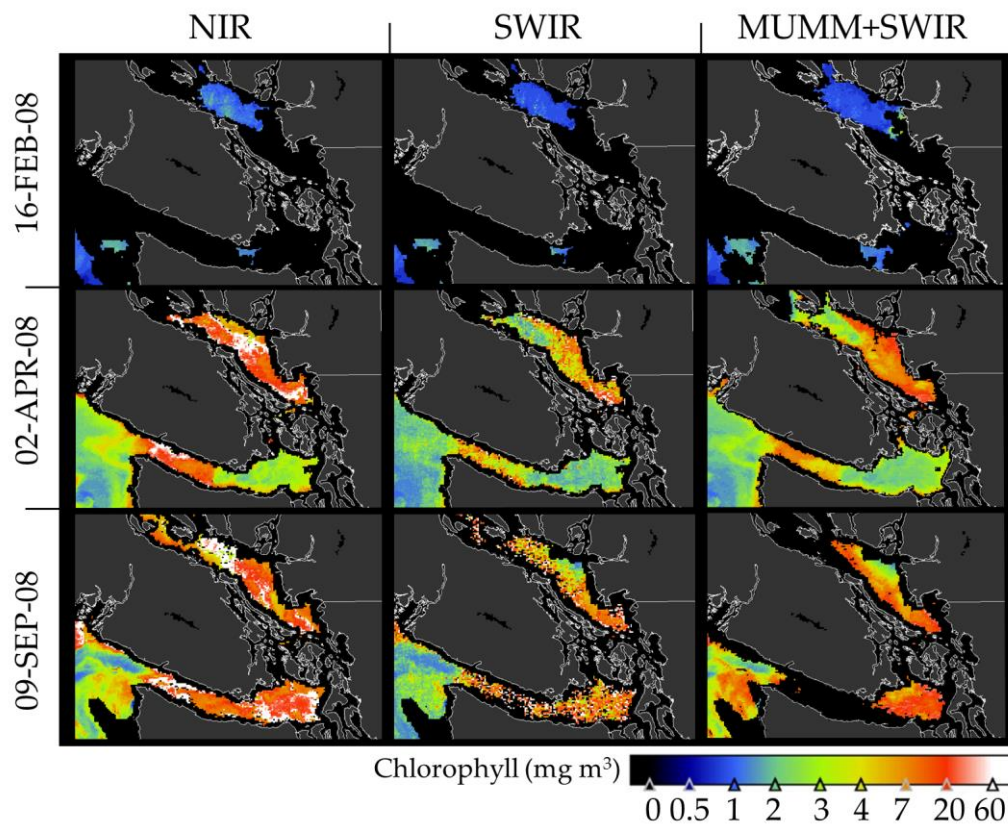 NIR | SWIR | MUMM+SWIR
16-FEB-08
02-APR-08
09-SEP-08
Chlorophyll (mg m³)
0 0.5 1 2 3 4 7 20 60